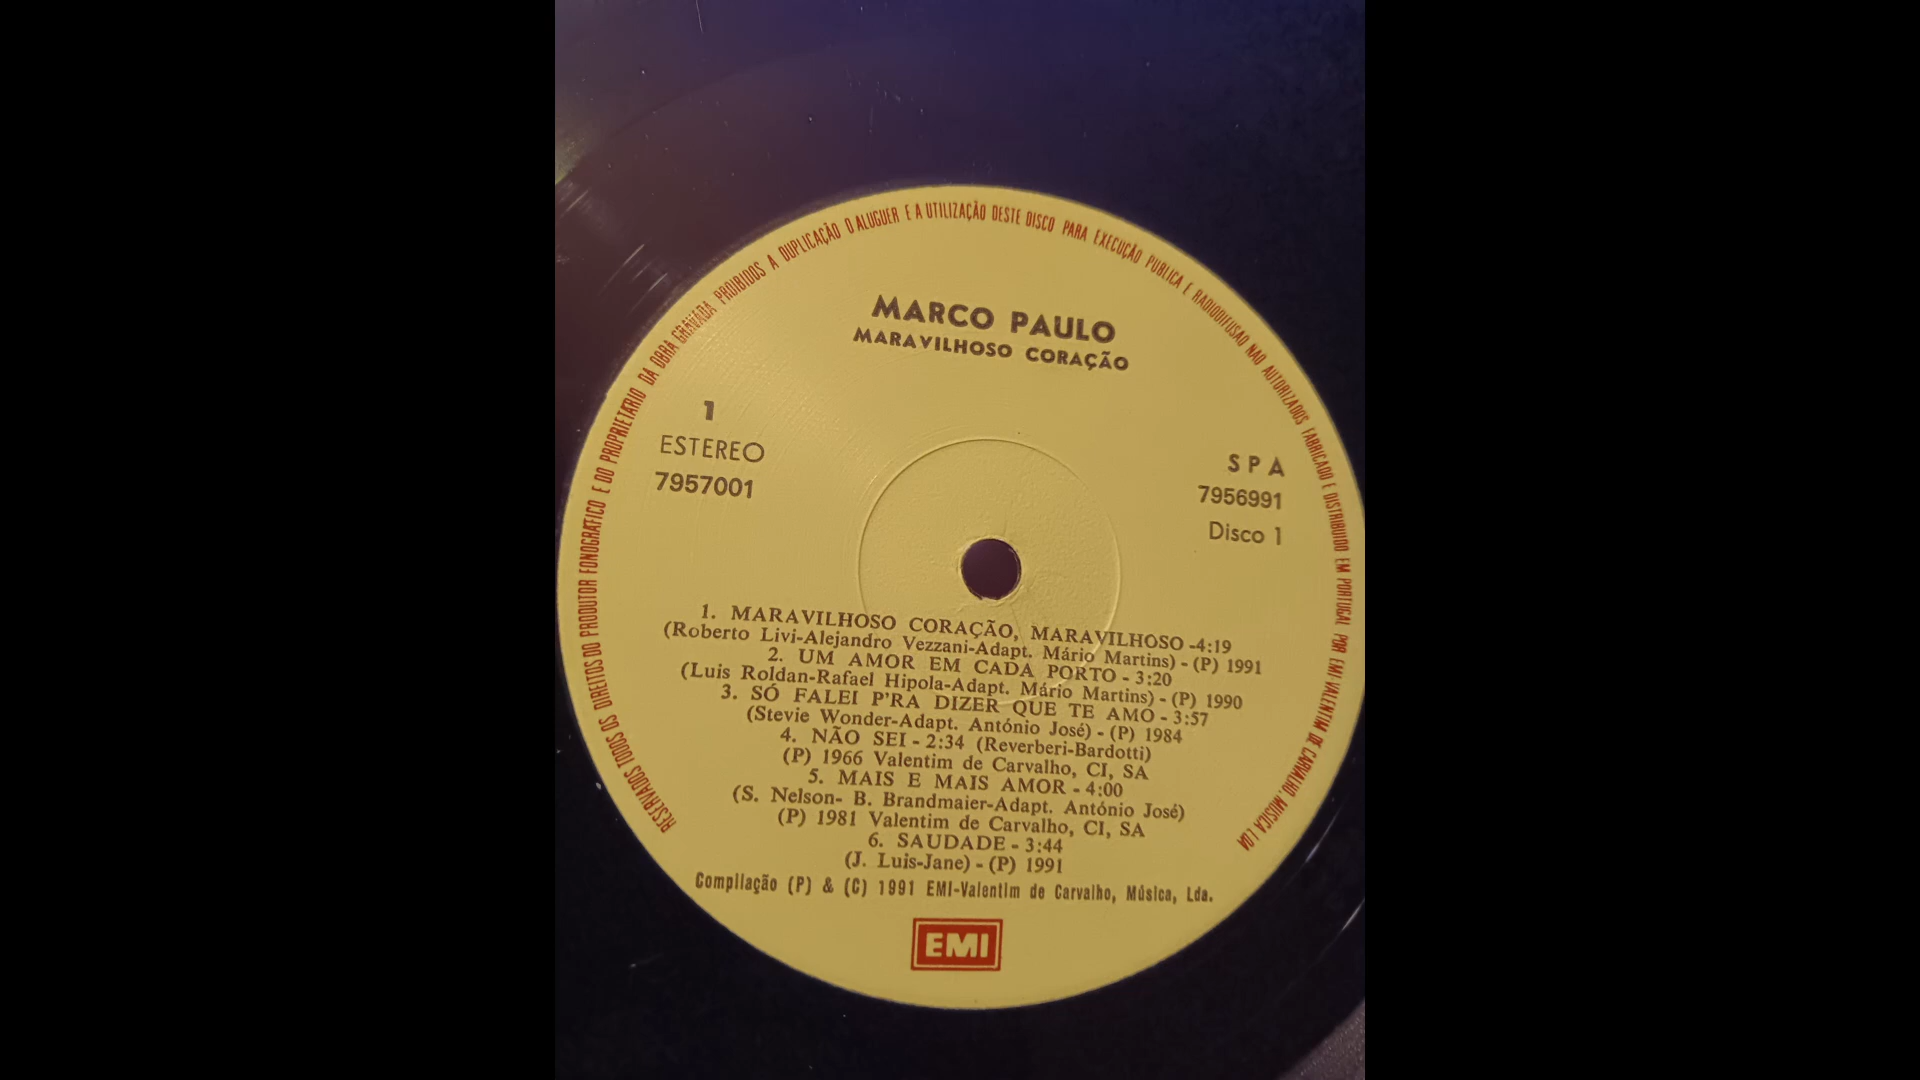 RESERVADOS TODOS OS DIREITOS DO PRODUTOR FONOGRAFICO E DO PROPRIETARIO DA OBRA GRAVADA PROIBIDOS A DUPLICAÇÃO O ALUGUER E A UTILIZAÇÃO DESTE DISCO PARA EXECUÇÃO PUBLICA E RADIODIFUSAO NAO AUTORIZADOS FABRICADO E DISTRIBUIDO EM PORTUGAL POR EMI VALENTIM DE CARVALHO, MUSICA LDA
MARCO PAULO
MARAVILHOSO CORAÇÃO
1
ESTEREO
7957001
SPA
7956991
Disco 1
1. MARAVILHOSO CORAÇÃO, MARAVILHOSO - 4:19
(Roberto Livi-Alejandro Vezzani-Adapt. Mário Martins) - (P) 1991
2. UM AMOR EM CADA PORTO - 3:20
(Luis Roldan-Rafael Hipola-Adapt. Mário Martins) - (P) 1990
3. SÓ FALEI P'RA DIZER QUE TE AMO - 3:57
(Stevie Wonder-Adapt. António José) - (P) 1984
4. NÃO SEI - 2:34 (Reverberi-Bardotti)
(P) 1966 Valentim de Carvalho, CI, SA
5. MAIS E MAIS AMOR - 4:00
(S. Nelson- B. Brandmaier-Adapt. António José)
(P) 1981 Valentim de Carvalho, CI, SA
6. SAUDADE - 3:44
(J. Luis-Jane) - (P) 1991
Compilação (P) & (C) 1991 EMI-Valentim de Carvalho, Música, Lda.
EMI